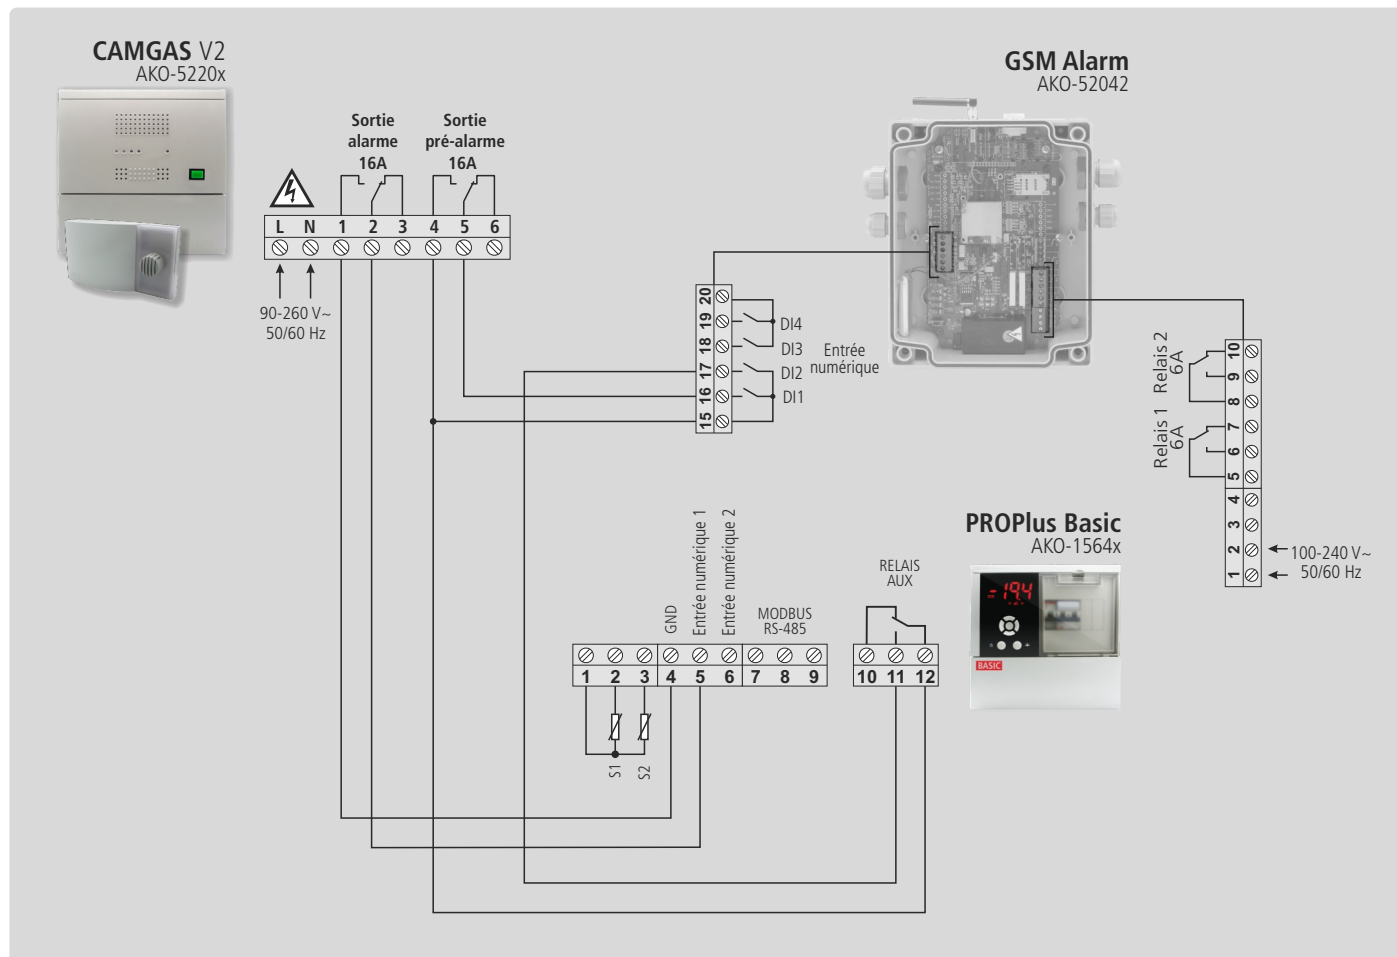 CAMGAS V2
AKO-5220x
GSM Alarm
AKO-52042
Sortie
alarme
16A
Sortie
pré-alarme
16A
L N 1 2 3 4 5 6
90-260 V~
50/60 Hz
20
19
18
17
16
15
DI4
DI3
DI2
DI1
Entrée
numérique
Relais 2
6A
Relais 1
6A
10
9
8
7
6
5
4
3
2
1
100-240 V~
50/60 Hz
PROPlus Basic
AKO-1564x
-19.4
BASIC
RELAIS
AUX
10 11 12
GND
Entrée numérique 1
Entrée numérique 2
MODBUS
RS-485
1 2 3 4 5 6 7 8 9
S1
S2